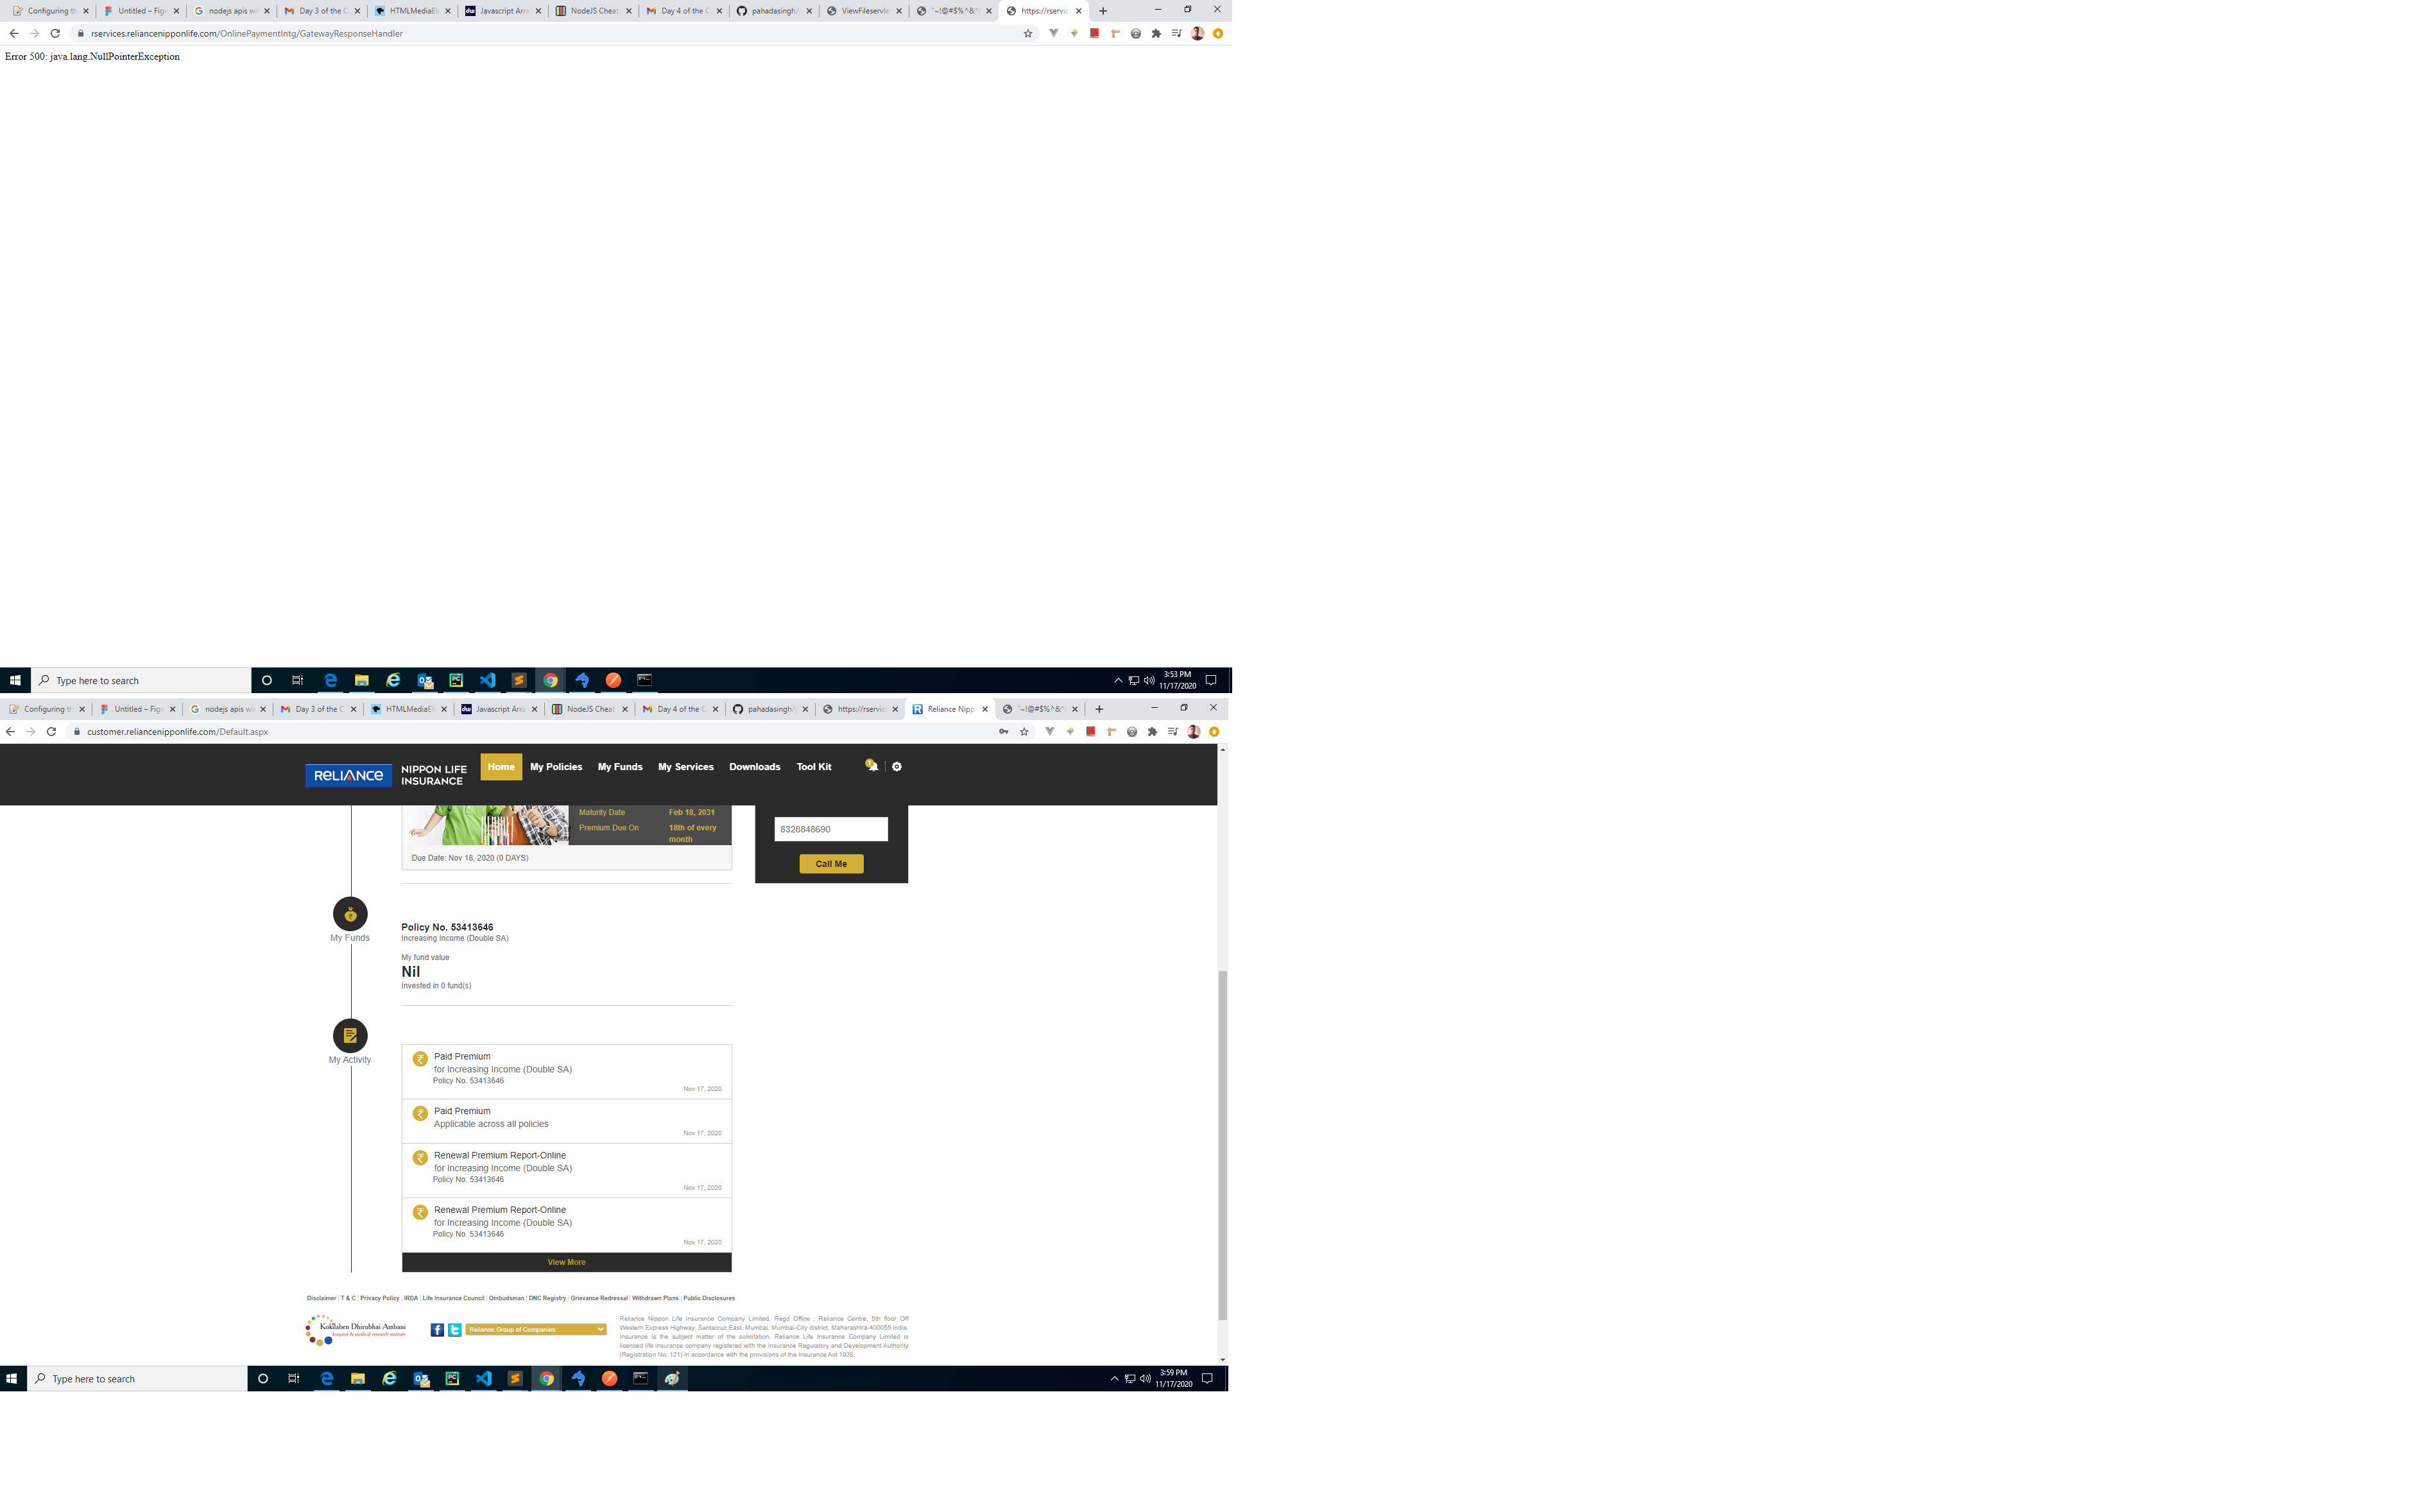 Configuring th
Untitled – Fig
nodejs apis wi
Day 3 of the C
HTMLMediaEl
Javascript Arra
NodeJS Cheat
Day 4 of the C
pahadasingh/
ViewFileservle
`~!@#$%^&*(
https://rservic
rservices.reliancenipponlife.com/OnlinePaymentIntg/GatewayResponseHandler
Error 500: java.lang.NullPointerException
Type here to search
3:53 PM
11/17/2020
Configuring th
Untitled – Fig
nodejs apis wi
Day 3 of the C
HTMLMediaEl
Javascript Arra
NodeJS Cheat
Day 4 of the C
pahadasingh/
https://rservic
Reliance Nipp
`~!@#$%^&*(
customer.reliancenipponlife.com/Default.aspx
RELIANCE
NIPPON LIFE
INSURANCE
Home
My Policies
My Funds
My Services
Downloads
Tool Kit
Maturity Date Feb 18, 2031
Premium Due On 18th of every
month
Due Date: Nov 18, 2020 (0 DAYS)
8328848690
Call Me
My Funds
Policy No. 53413646
Increasing Income (Double SA)
My fund value
Nil
Invested in 0 fund(s)
My Activity
Paid Premium
for Increasing Income (Double SA)
Policy No. 53413646
Nov 17, 2020
Paid Premium
Applicable across all policies
Nov 17, 2020
Renewal Premium Report-Online
for Increasing Income (Double SA)
Policy No. 53413646
Nov 17, 2020
Renewal Premium Report-Online
for Increasing Income (Double SA)
Policy No. 53413646
Nov 17, 2020
View More
Disclaimer | T & C | Privacy Policy | IRDA | Life Insurance Council | Ombudsman | DNC Registry | Grievance Redressal | Withdrawn Plans | Public Disclosures
Kokilaben Dhirubhai Ambani
hospital & medical research institute
Reliance Group of Companies
Reliance Nippon Life Insurance Company Limited, Regd Office : Reliance Centre, 5th floor Off
Western Express Highway, Santacruz East, Mumbai, Mumbai-City district, Maharashtra-400055 India.
Insurance is the subject matter of the solicitation. Reliance Life Insurance Company Limited is
licensed life insurance company registered with the Insurance Regulatory and Development Authority
(Registration No: 121) in accordance with the provisions of the Insurance Act 1938.
Type here to search
3:59 PM
11/17/2020